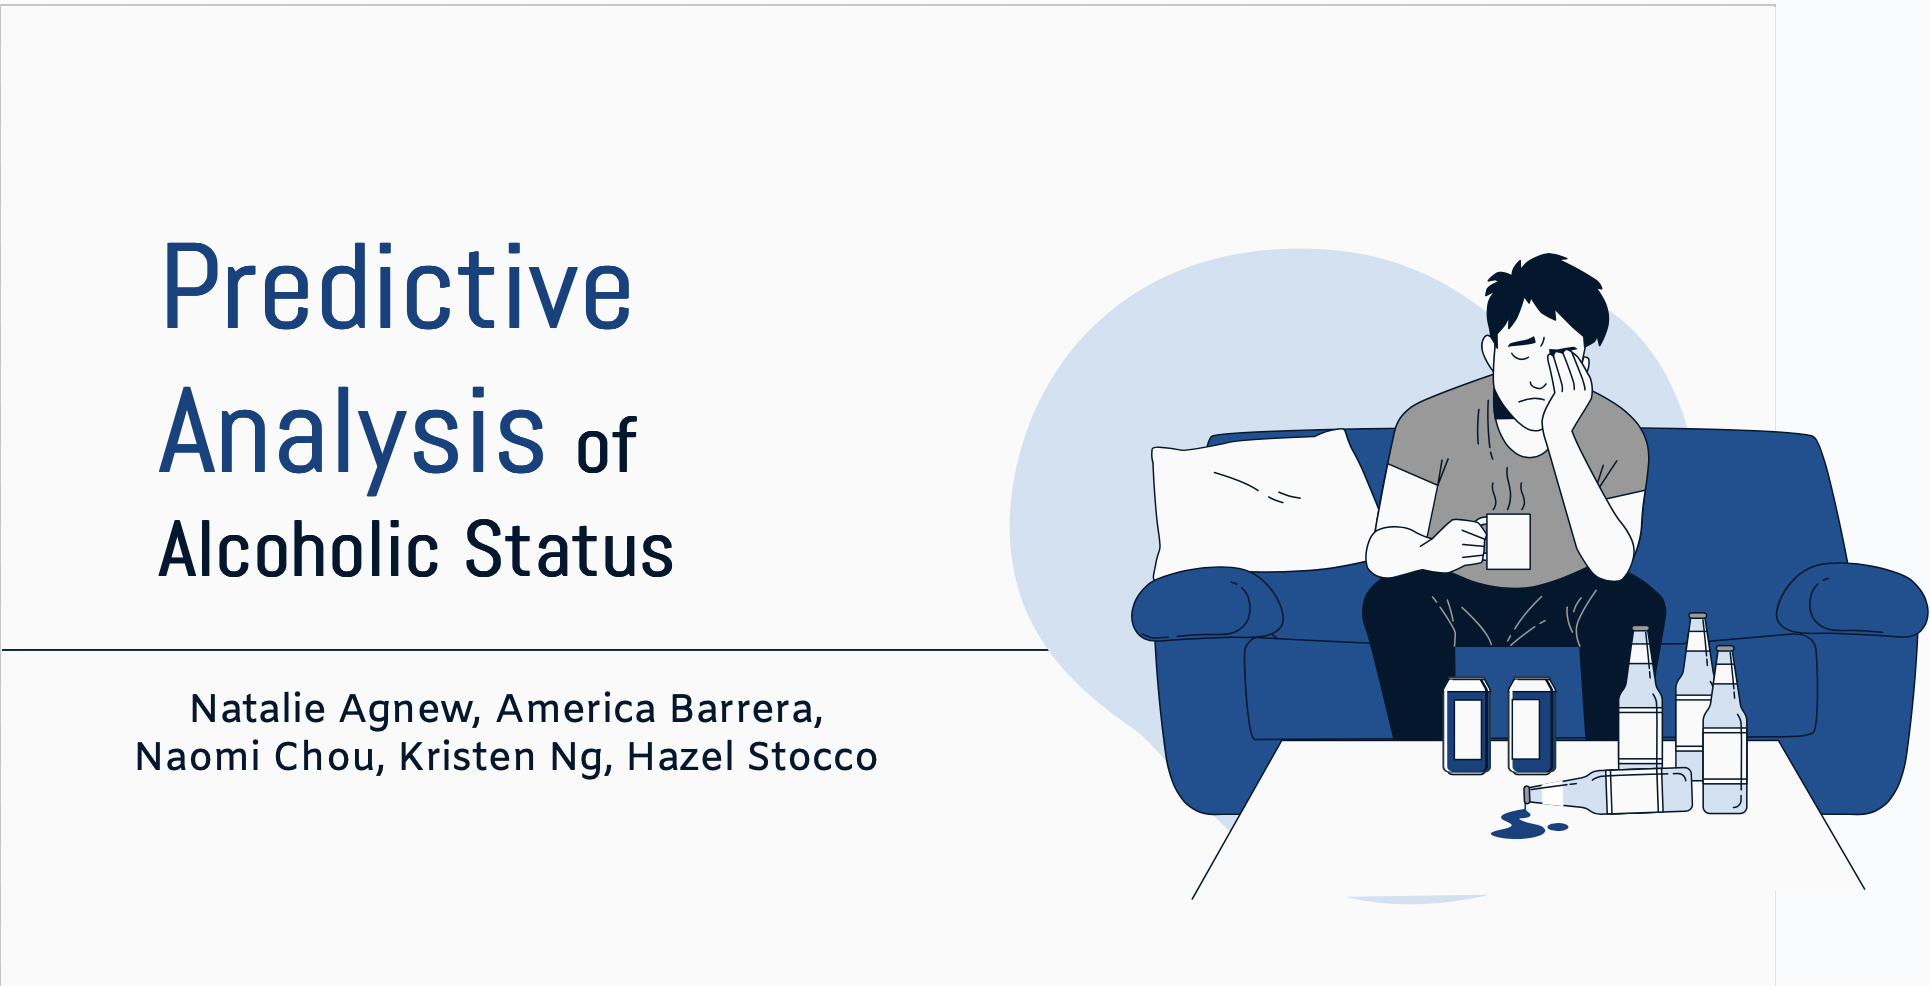 Predictive
Analysis of
Alcoholic Status
Natalie Agnew, America Barrera,
Naomi Chou, Kristen Ng, Hazel Stocco